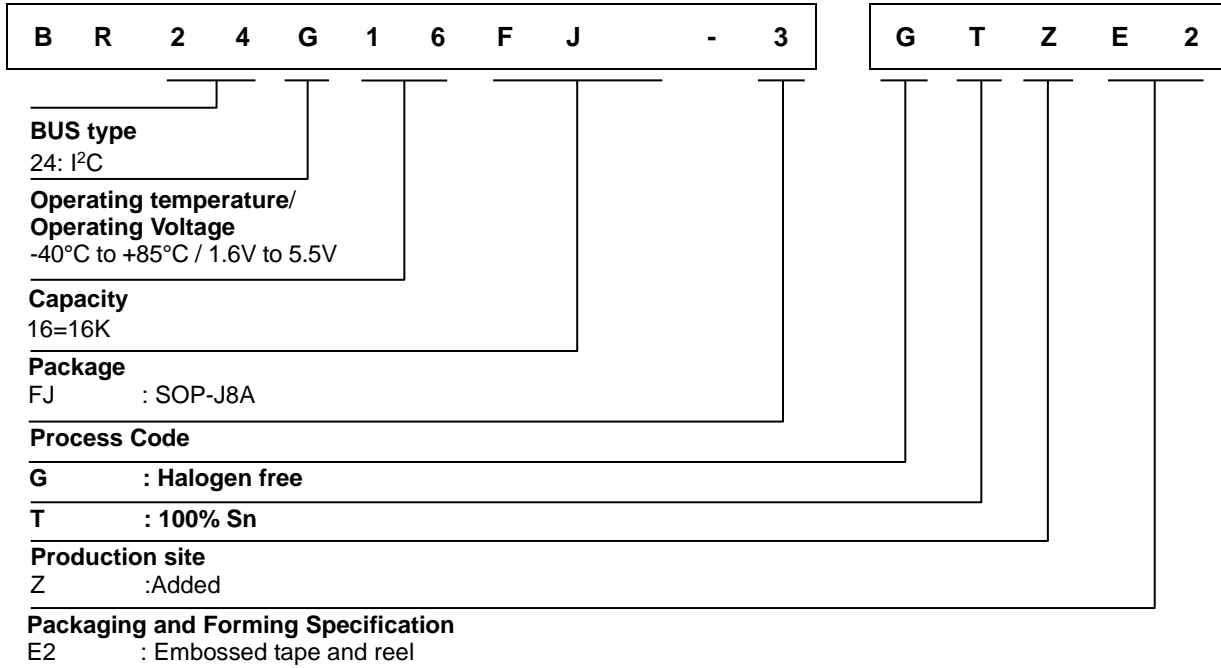 B R 2 4 G 1 6 F J - 3 G T Z E 2
BUS type
24: I²C
Operating temperature/
Operating Voltage
-40°C to +85°C / 1.6V to 5.5V
Capacity
16=16K
Package
FJ : SOP-J8A
Process Code
G : Halogen free
T : 100% Sn
Production site
Z :Added
Packaging and Forming Specification
E2 : Embossed tape and reel